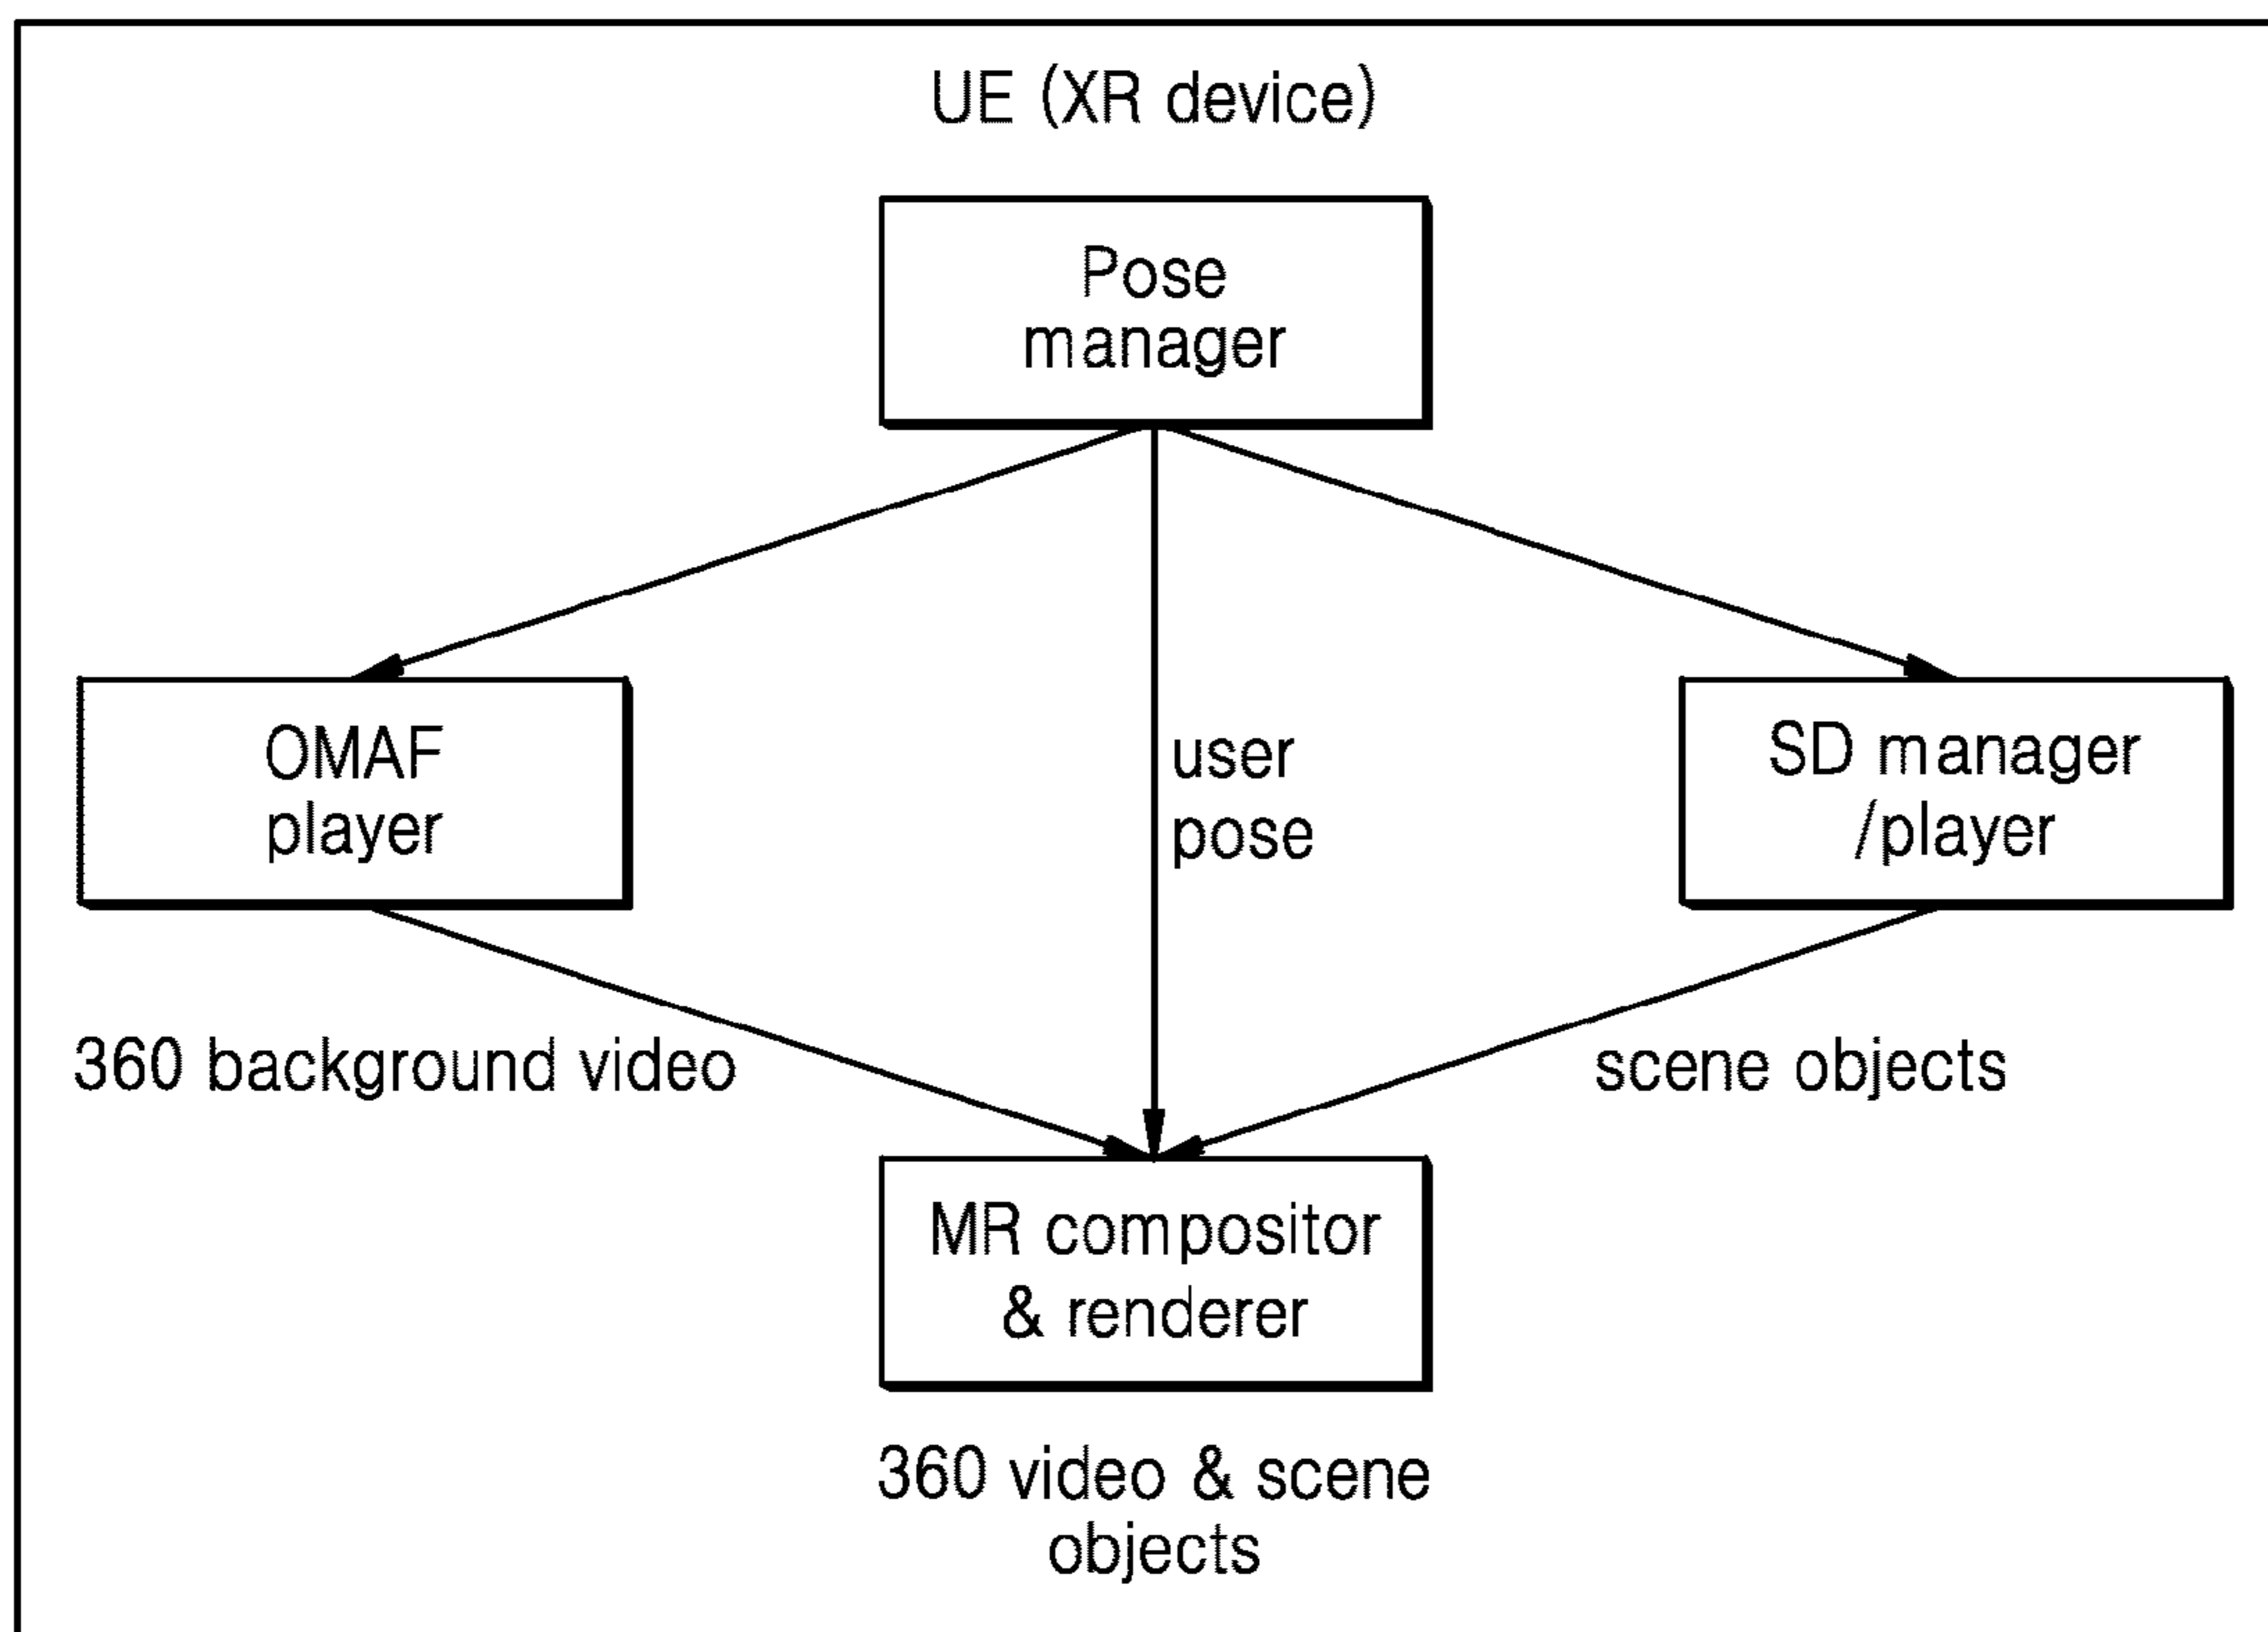 UE (XR device)
Pose
manager
OMAF
player
user
pose
SD manager
/player
360 background video
scene objects
MR compositor
& renderer
360 video & scene
objects